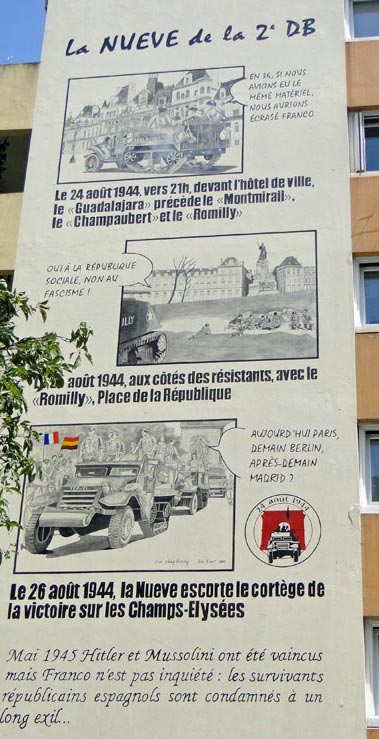 La NUEVE de la 2e DB
EN 36, SI NOUS
AVIONS EU LE
MÊME MATÉRIEL,
NOUS AURIONS
ÉCRASÉ FRANCO
Le 24 août 1944, vers 21h, devant l'hôtel de ville,
le «Guadalajara» précède le «Montmirail»,
le «Champaubert» et le «Romilly»
OUI À LA RÉPUBLIQUE
SOCIALE, NON AU
FASCISME !
ILLY
août 1944, aux côtés des résistants, avec le
«Romilly», Place de la République
AUJOURD'HUI PARIS,
DEMAIN BERLIN,
APRÈS-DEMAIN
MADRID ?
24 août 1944
Le 26 août 1944, la Nueve escorte le cortège de
la victoire sur les Champs-Elysées
Mai 1945 Hitler et Mussolini ont été vaincus
mais Franco n'est pas inquiété : les survivants
républicains espagnols sont condamnés à un
long exil...